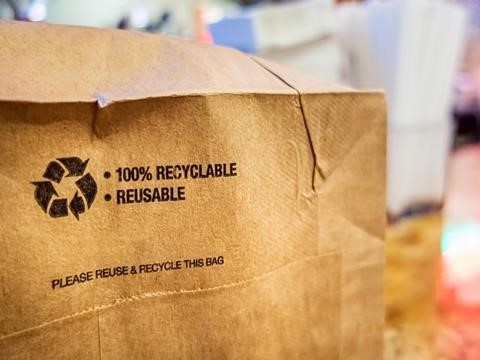 • 100% RECYCLABLE
• REUSABLE
PLEASE REUSE & RECYCLE THIS BAG